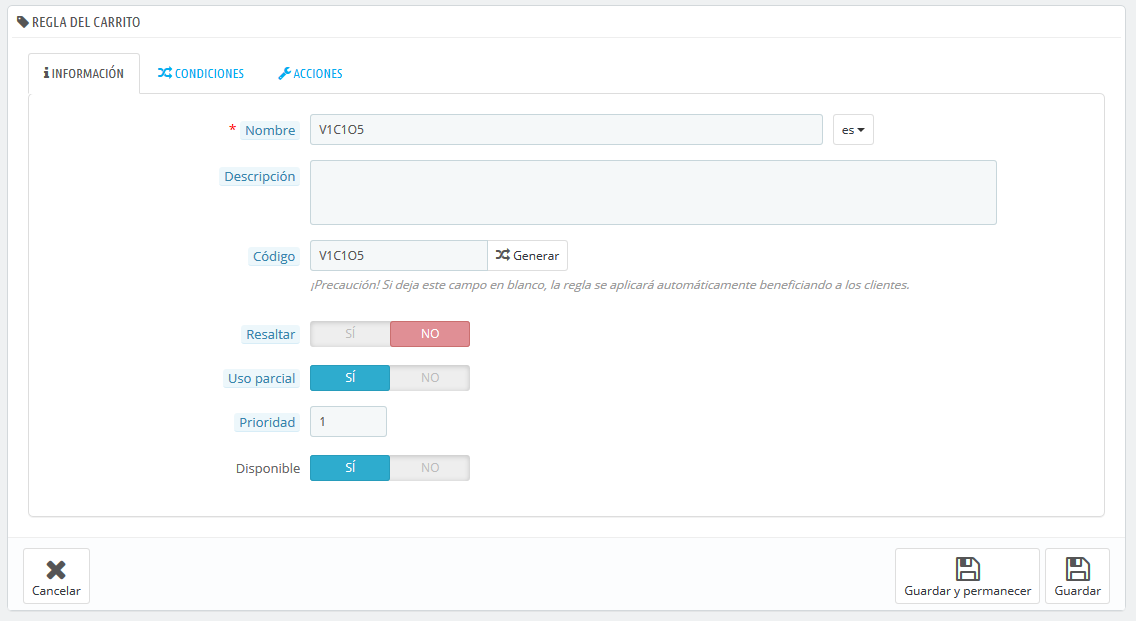 REGLA DEL CARRITO
INFORMACIÓN CONDICIONES ACCIONES
* Nombre V1C1O5 es
Descripción
Código V1C1O5 Generar
¡Precaución! Si deja este campo en blanco, la regla se aplicará automáticamente beneficiando a los clientes.
Resaltar SÍ NO
Uso parcial SÍ NO
Prioridad 1
Disponible SÍ NO
Cancelar Guardar y permanecer Guardar